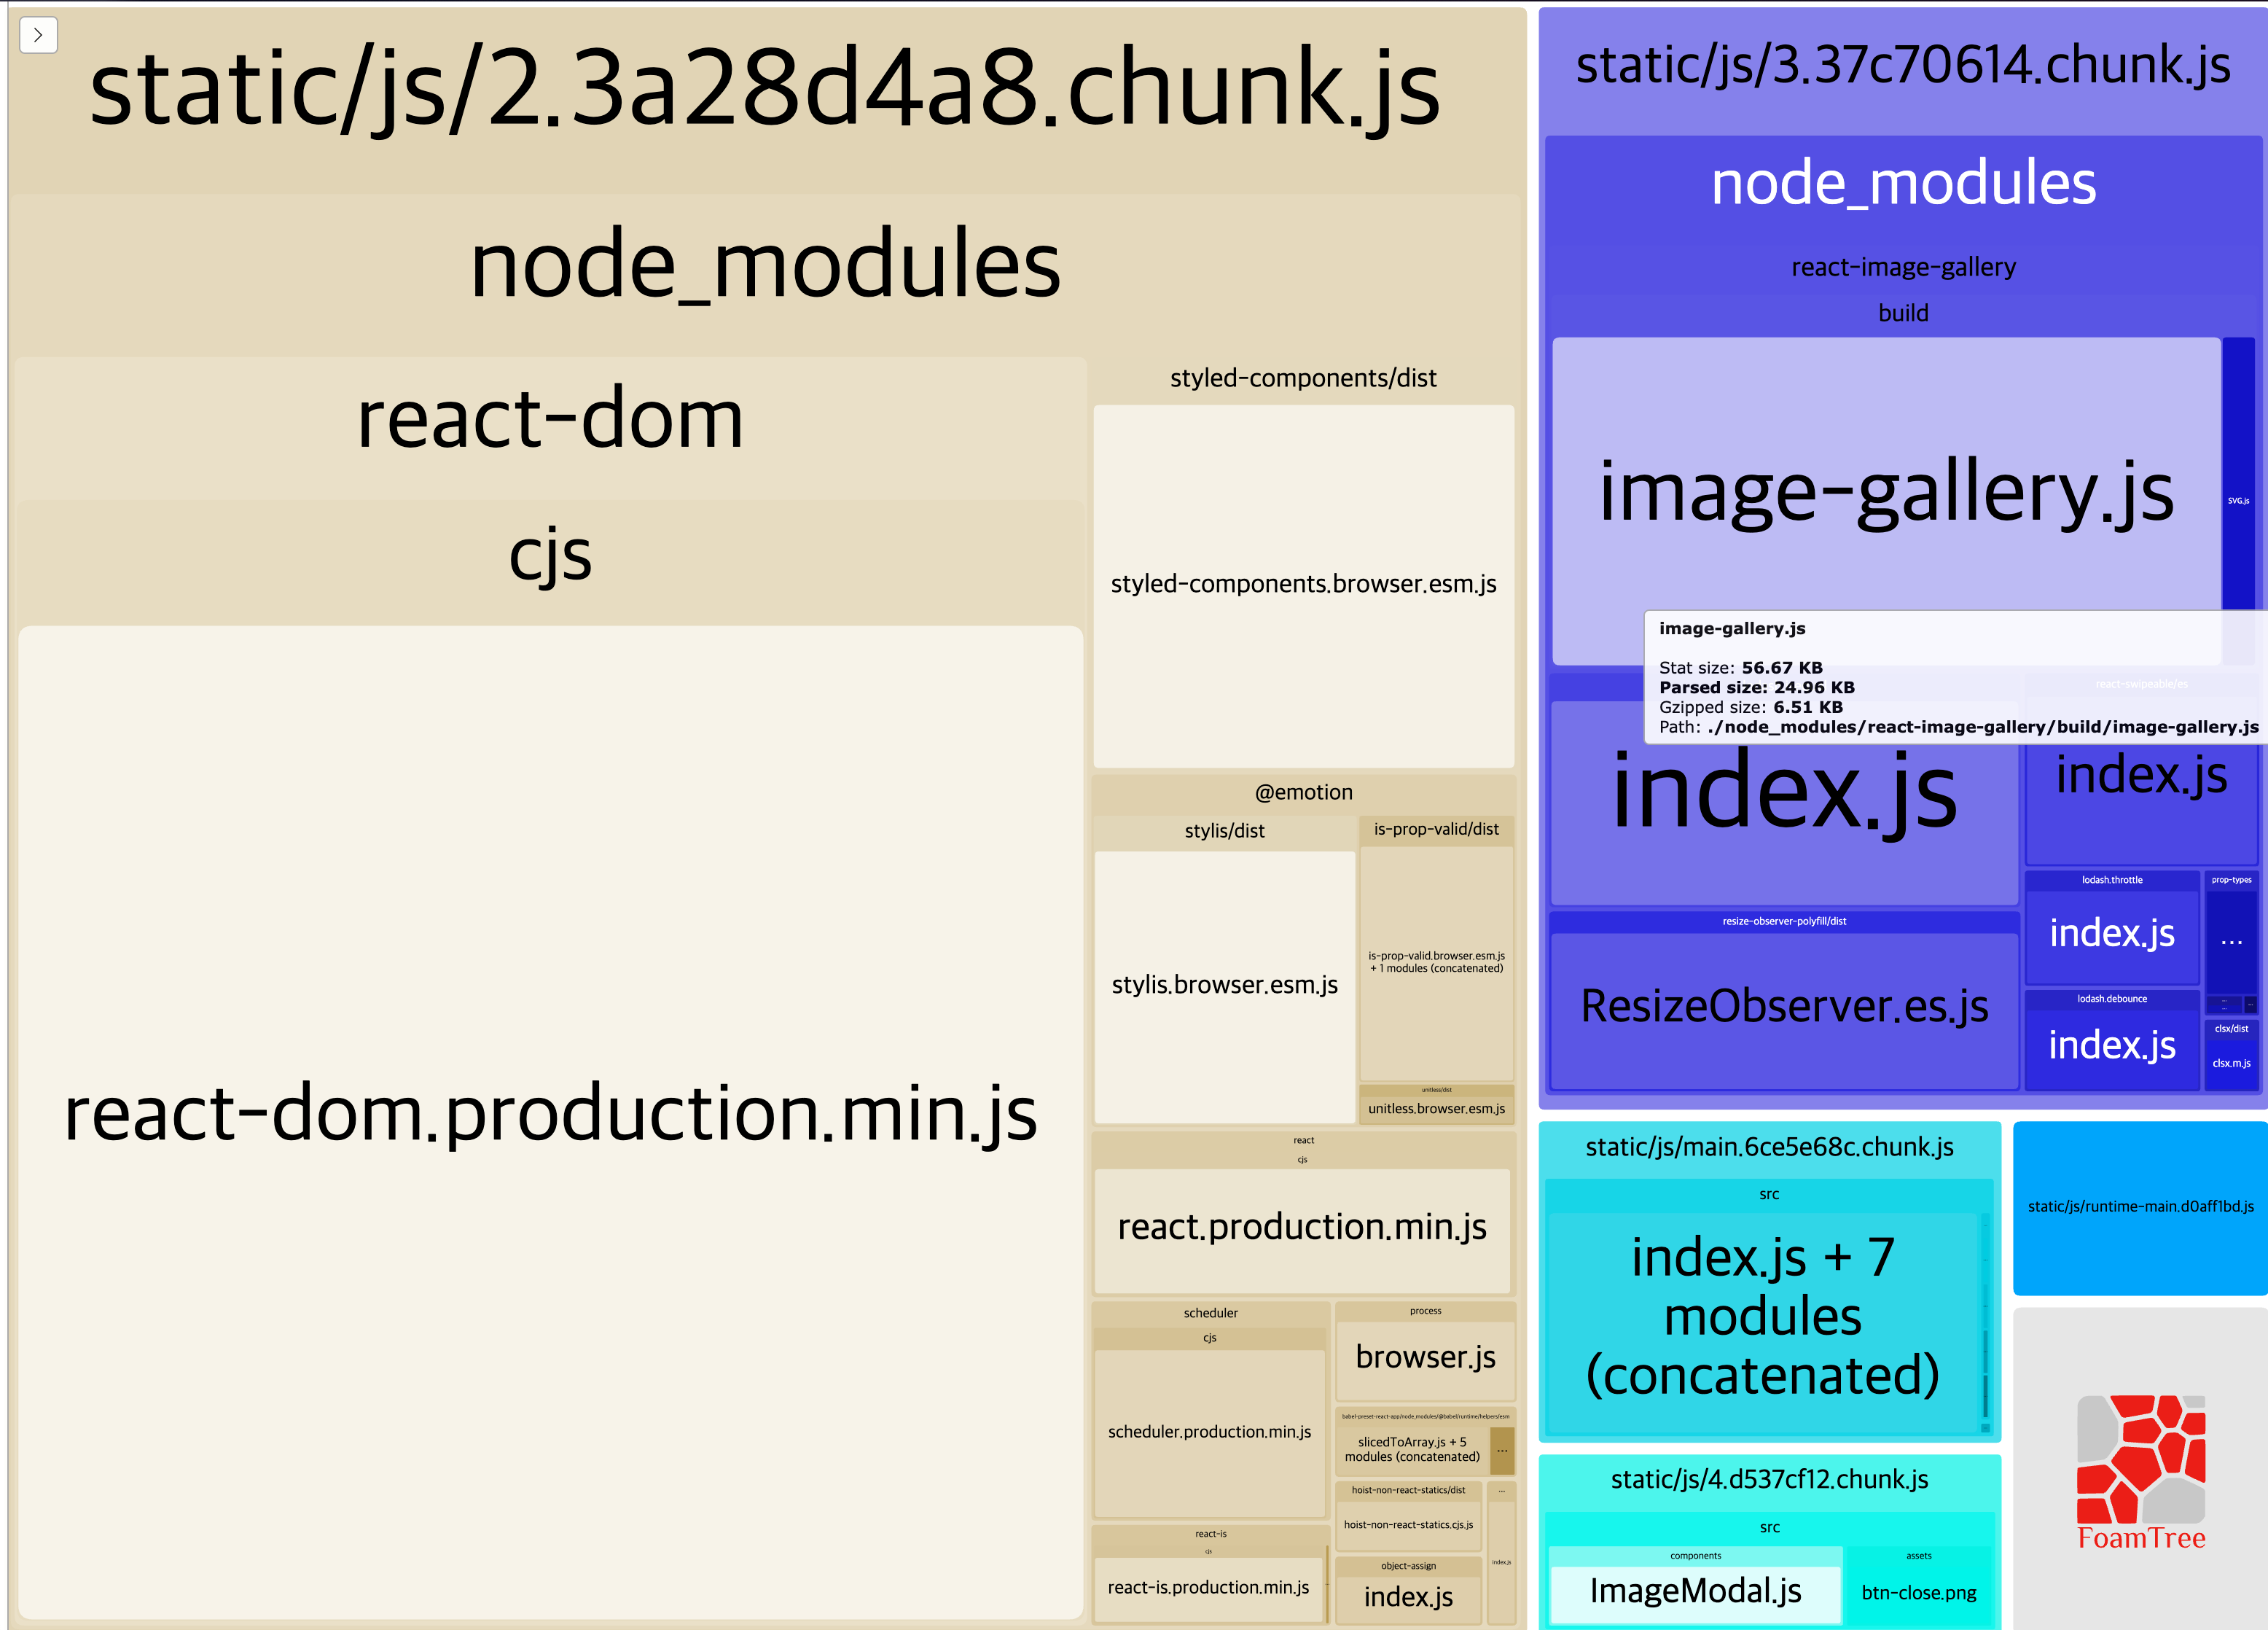 static/js/2.3a28d4a8.chunk.js
node_modules
react-dom
cjs
react-dom.production.min.js
styled-components/dist
styled-components.browser.esm.js
@emotion
stylis/dist
stylis.browser.esm.js
is-prop-valid/dist
is-prop-valid.browser.esm.js
+ 1 modules (concatenated)
unitless/dist
unitless.browser.esm.js
react
cjs
react.production.min.js
scheduler
cjs
scheduler.production.min.js
react-is
cjs
react-is.production.min.js
process
browser.js
babel-preset-react-app/node_modules/@babel/runtime/helpers/esm
slicedToArray.js + 5
modules (concatenated)
...
hoist-non-react-statics/dist
hoist-non-react-statics.cjs.js
object-assign
index.js
...
index.js
static/js/3.37c70614.chunk.js
node_modules
react-image-gallery
build
image-gallery.js
SVG.js
image-gallery.js
Stat size: 56.67 KB
Parsed size: 24.96 KB
Gzipped size: 6.51 KB
Path: ./node_modules/react-image-gallery/build/image-gallery.js
index.js
react-swipeable/es
index.js
resize-observer-polyfill/dist
ResizeObserver.es.js
lodash.throttle
index.js
lodash.debounce
index.js
prop-types
...
clsx/dist
clsx.m.js
static/js/main.6ce5e68c.chunk.js
src
index.js + 7
modules
(concatenated)
static/js/runtime-main.d0aff1bd.js
static/js/4.d537cf12.chunk.js
src
components
ImageModal.js
assets
btn-close.png
FoamTree